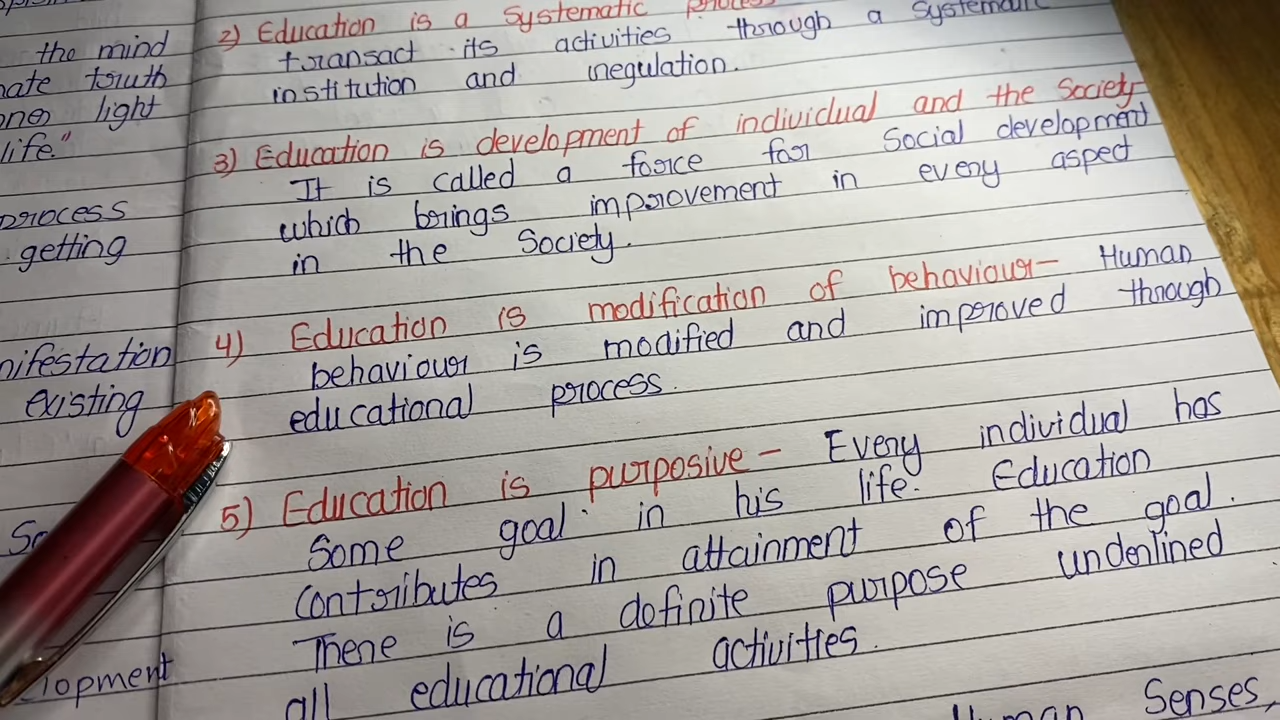 the mind
truth
light
life."
process
getting
existing
2) Education is a Systematic process
transact its activities through a Systematic
institution and regulation.
3) Education is development of individual and the Society
It is called a force for Social development
which brings improvement in every aspect
in the Society.
4) Education is modification of behaviour- Human
behaviour is modified and improved through
educational process.
5) Education is purposive- Every individual has
Some goal in his life. Education
contributes in attainment of the goal.
There is a definite purpose underlined
all educational activities.
Senses,